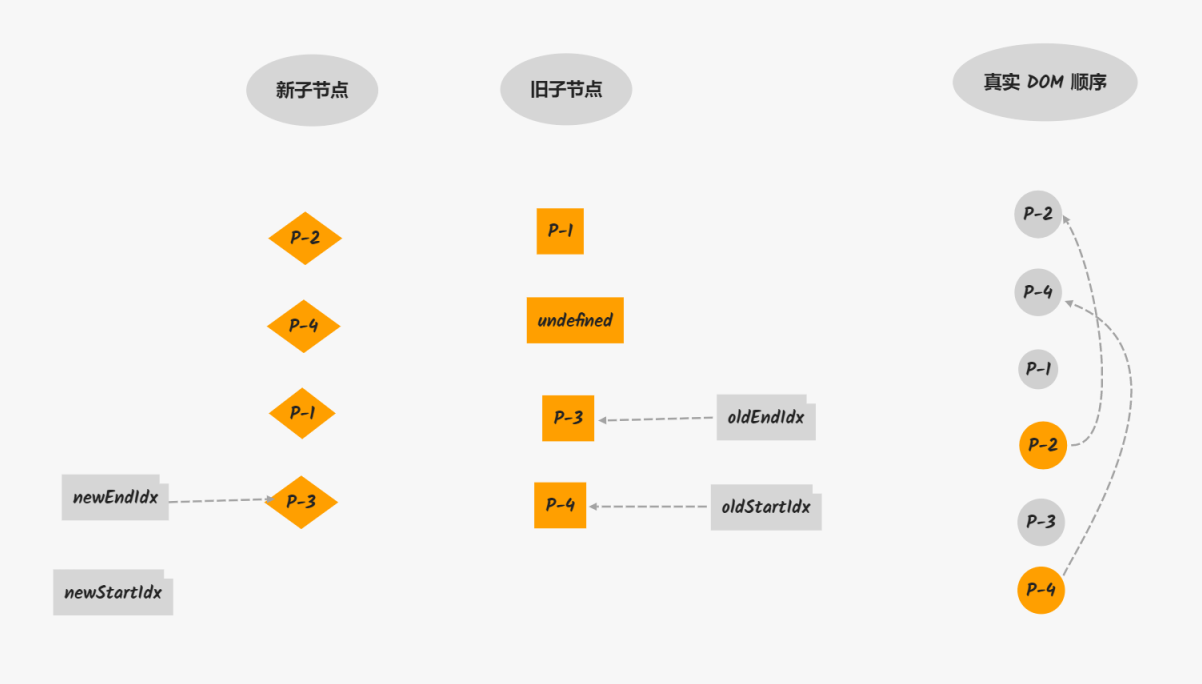 新子节点
旧子节点
真实 DOM 顺序
P-2
P-1
P-2
P-4
undefined
P-4
P-1
P-3
oldEndIdx
P-1
P-2
newEndIdx
P-3
P-4
oldStartIdx
P-3
newStartIdx
P-4